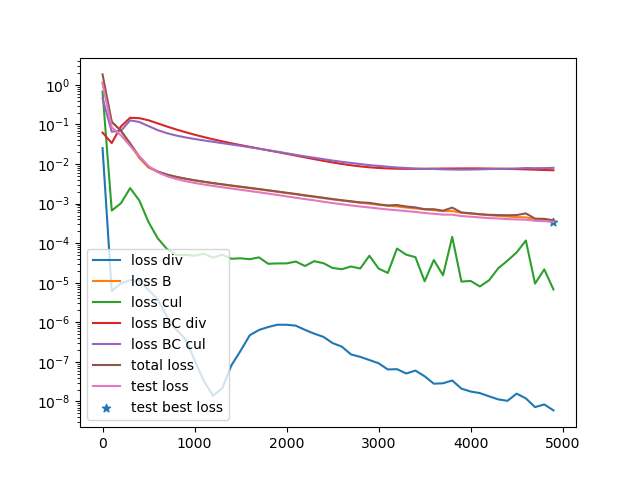 10⁰
10⁻¹
10⁻²
10⁻³
10⁻⁴
10⁻⁵
10⁻⁶
10⁻⁷
10⁻⁸
loss div
loss B
loss cul
loss BC div
loss BC cul
total loss
test loss
test best loss
0 1000 2000 3000 4000 5000